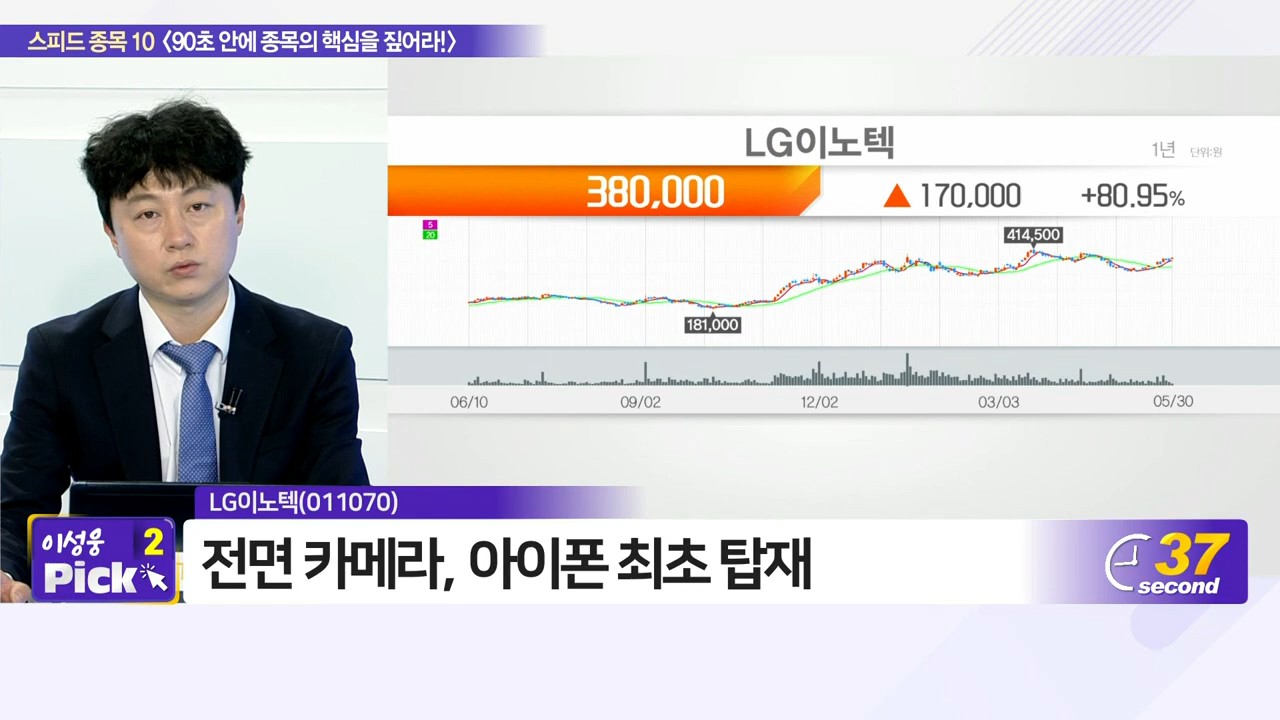 스피드 종목 10 <90초 안에 종목의 핵심을 짚어라!>
LG이노텍
1년 단위:원
380,000 ▲ 170,000 +80.95%
5
20
414,500
181,000
06/10 09/02 12/02 03/03 05/30
LG이노텍(011070)
이성웅 2
Pick
전면 카메라, 아이폰 최초 탑재
37
second